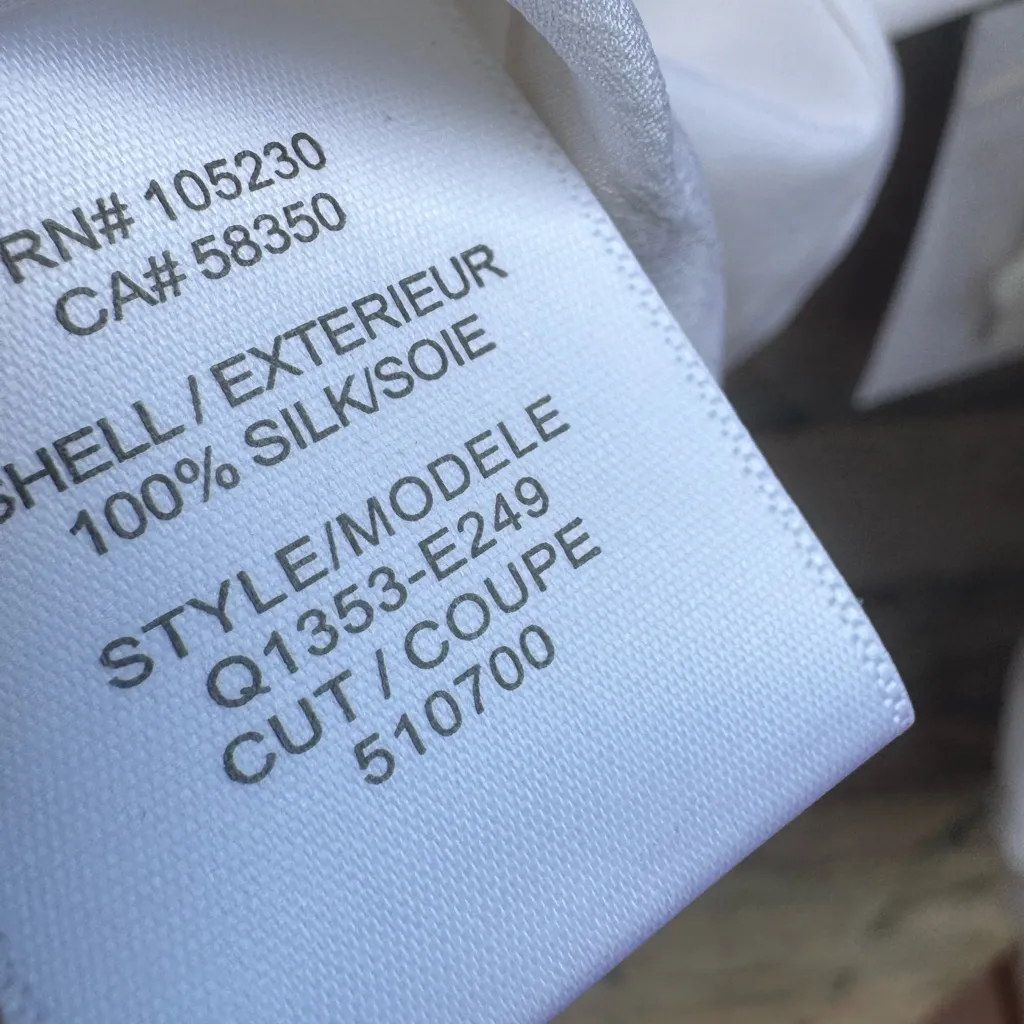 RN# 105230
CA# 58350
SHELL / EXTERIEUR
100% SILK/SOIE
STYLE/MODELE
Q1353-E249
CUT / COUPE
510700